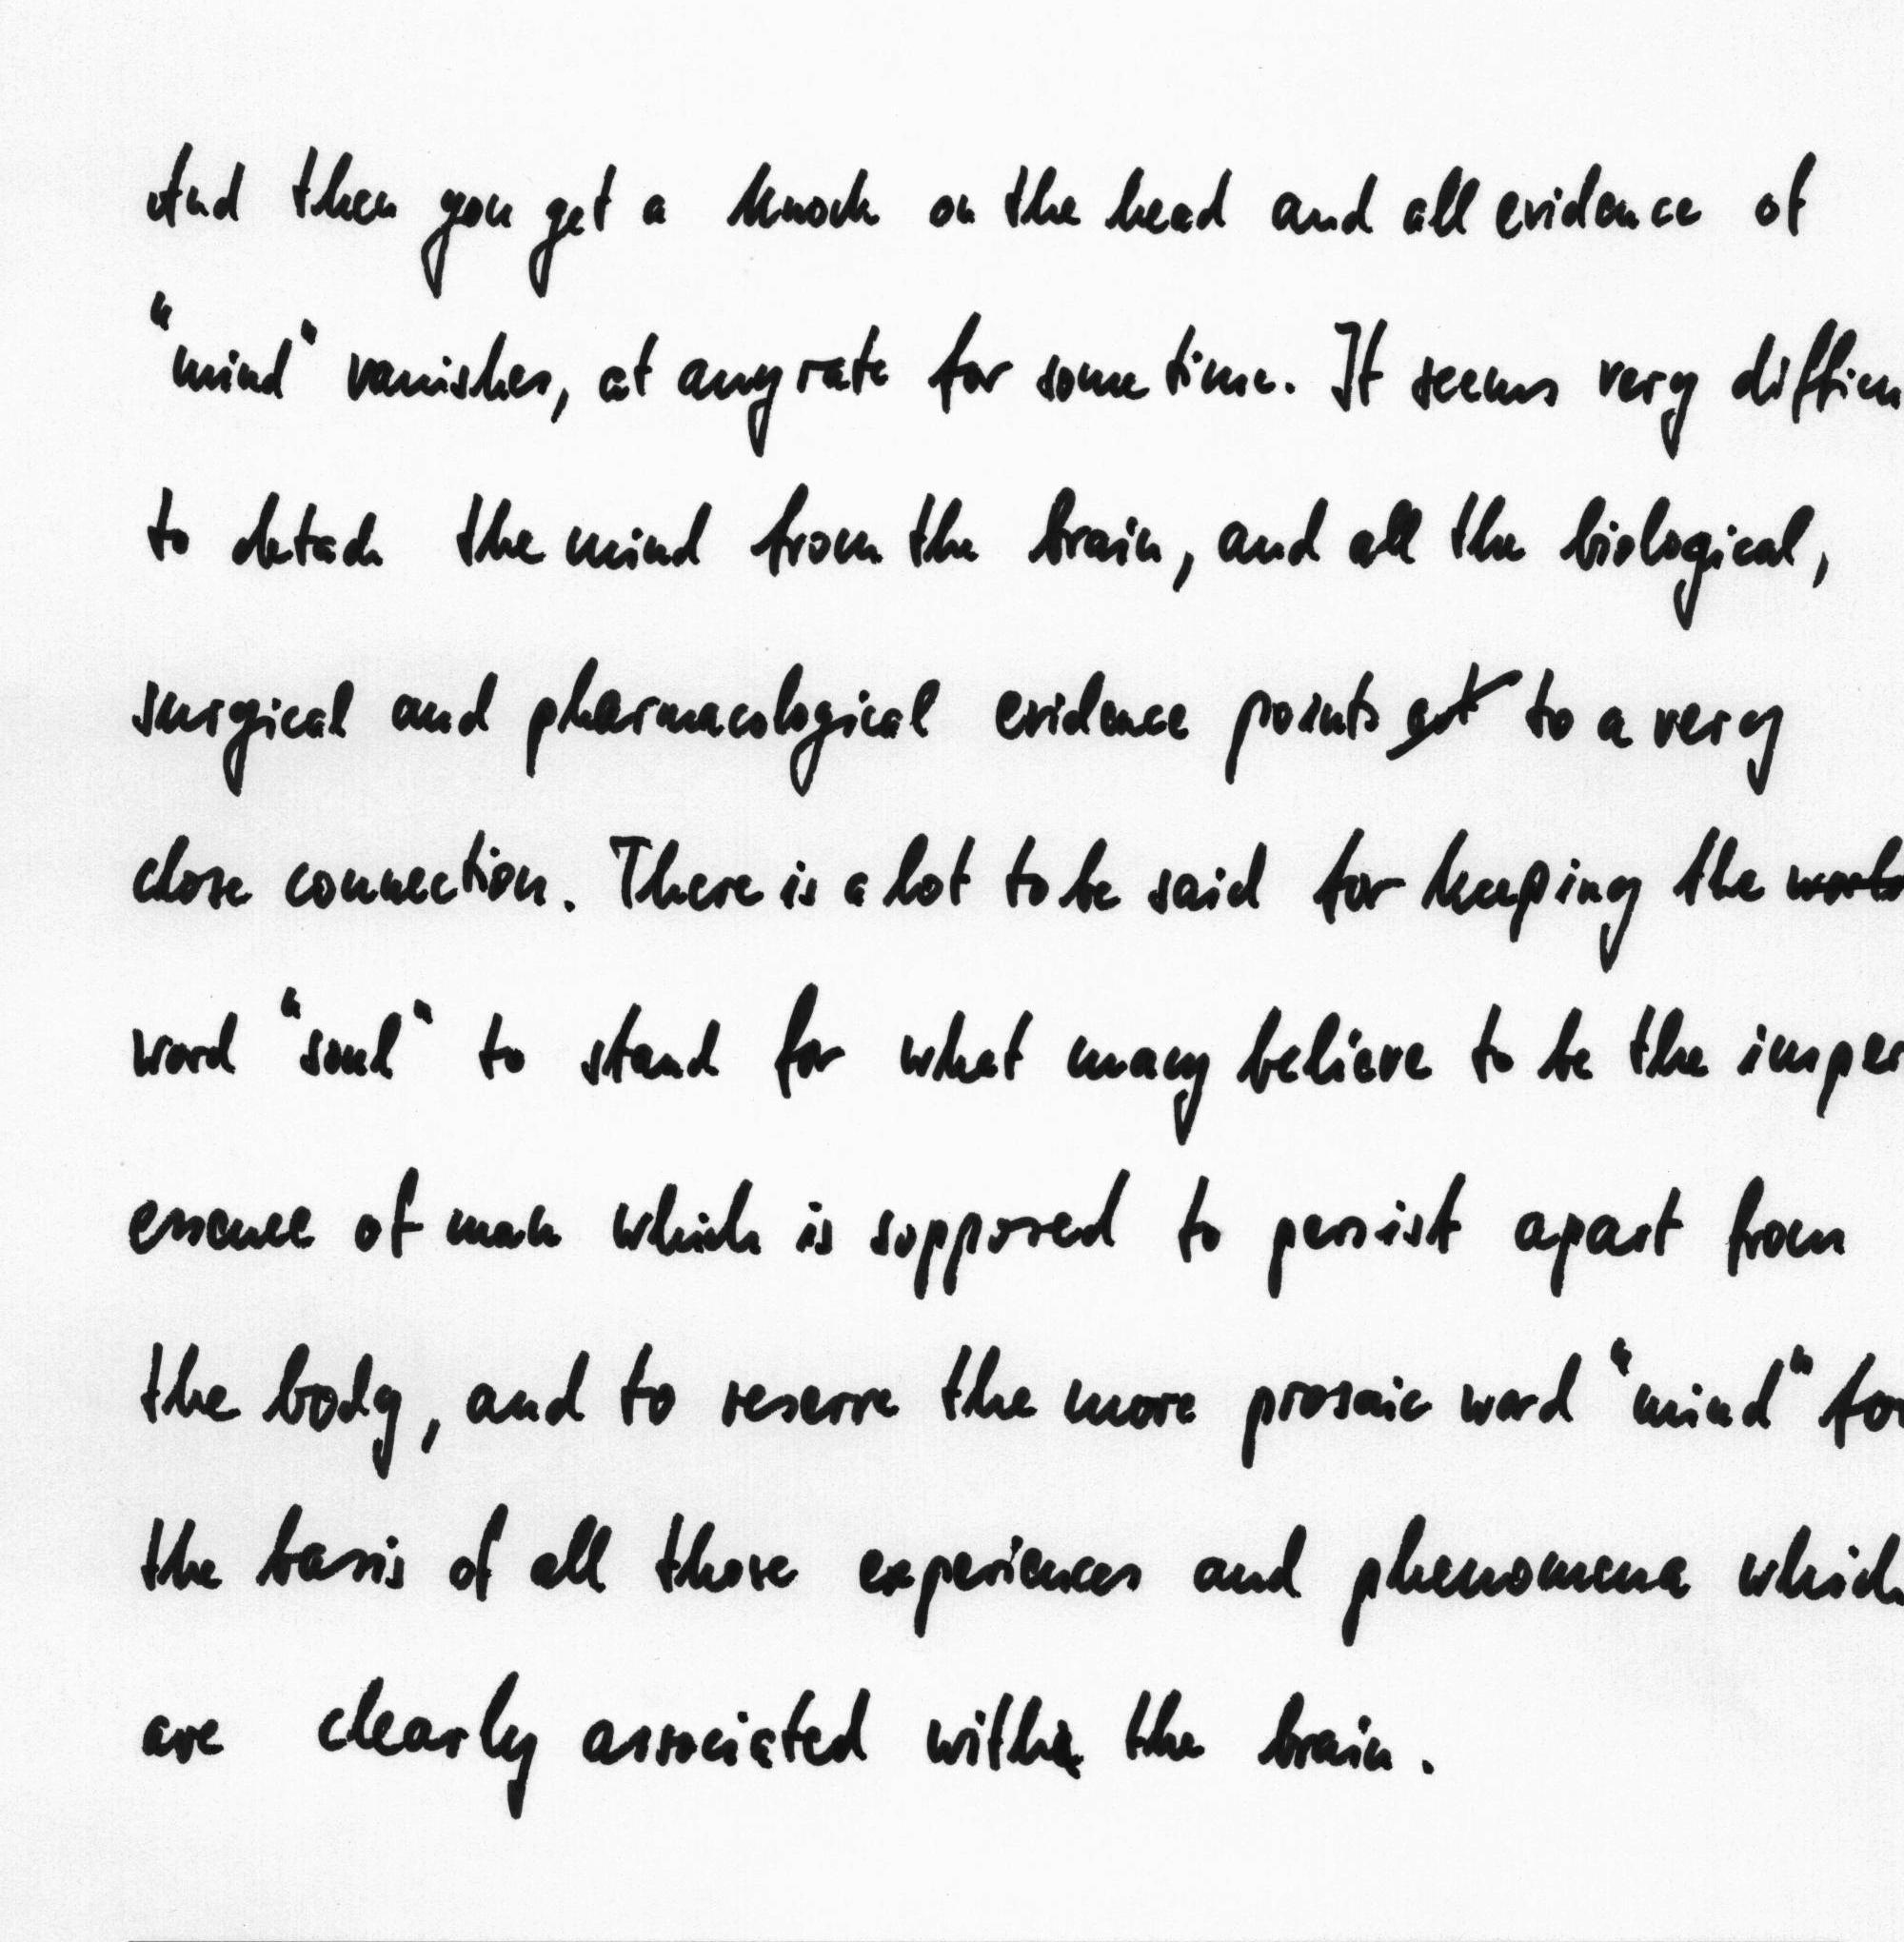 And then you get a knock on the head and all evidence of
"mind" vanishes, at any rate for some time. It seems very difficu
to detach the mind from the brain, and all the biological,
surgical and pharmacological evidence points at to a very
close connection. There is a lot to be said for keeping the
word "soul" to stand for what many believe to be the imper
essence of man which is supposed to persist apart from
the body, and to reserve the more prosaic word "mind" for
the basis of all those experiences and phenomena which
are clearly associated with the brain.